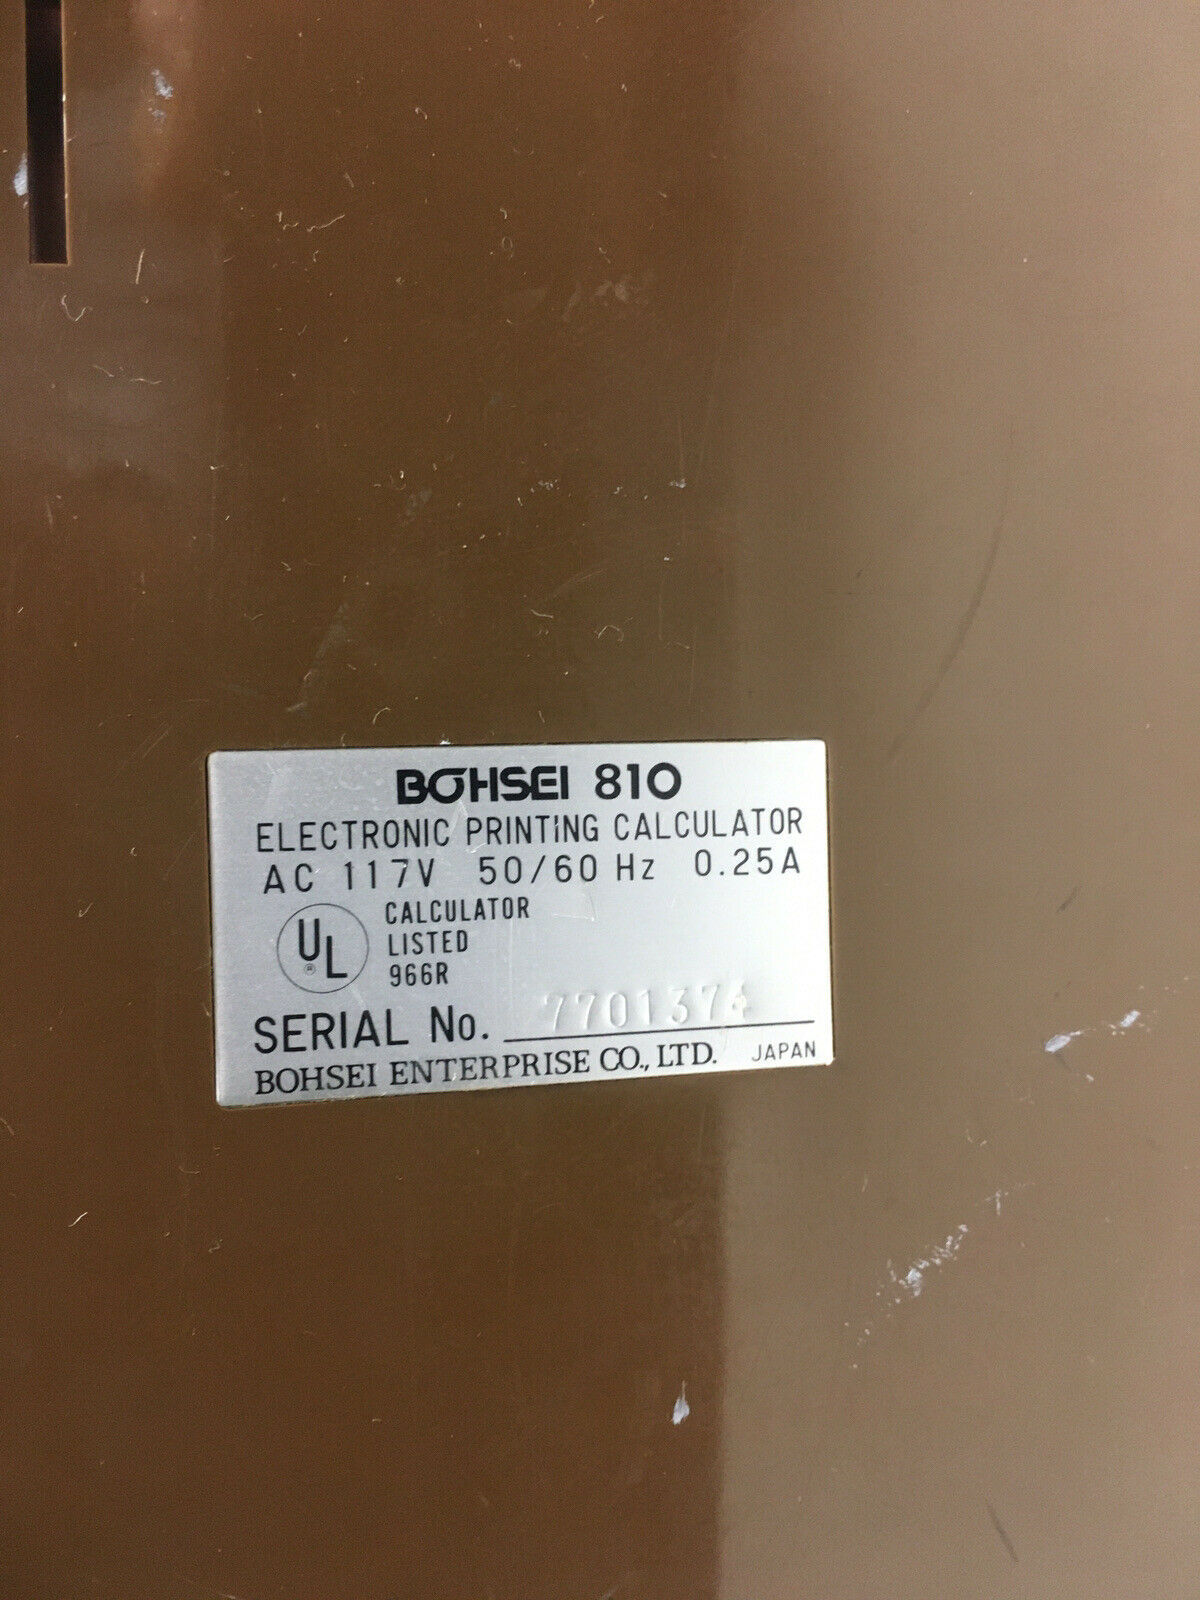 BOHSEI 810
ELECTRONIC PRINTING CALCULATOR
AC 117V 50/60 Hz 0.25A
UL® CALCULATOR
LISTED
966R
SERIAL No. 7701374
BOHSEI ENTERPRISE CO., LTD. JAPAN